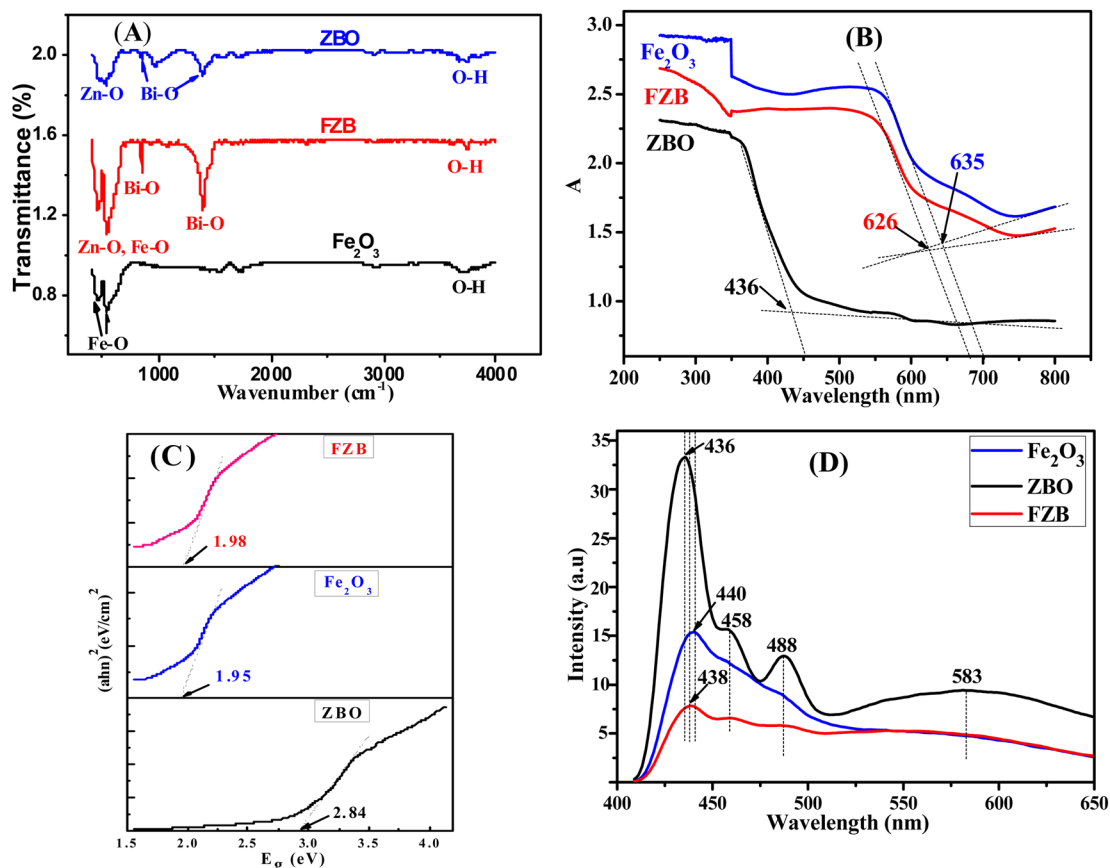 (A)
ZBO
Zn-O
Bi-O
O-H
FZB
Bi-O
Bi-O
O-H
Zn-O, Fe-O
Fe₂O₃
O-H
Fe-O
Transmittance (%)
2.0
1.6
1.2
0.8
1000
2000
3000
4000
Wavenumber (cm⁻¹)
(B)
Fe₂O₃
FZB
ZBO
635
626
436
A
3.0
2.5
2.0
1.5
1.0
200
300
400
500
600
700
800
Wavelength (nm)
(C)
FZB
1.98
Fe₂O₃
1.95
ZBO
2.84
(ahn)² (eV/cm²
1.5
2.0
2.5
3.0
3.5
4.0
E_g (eV)
(D)
Fe₂O₃
ZBO
FZB
436
440
458
488
438
583
Intensity (a.u)
35
30
25
20
15
10
5
0
400
450
500
550
600
650
Wavelength (nm)